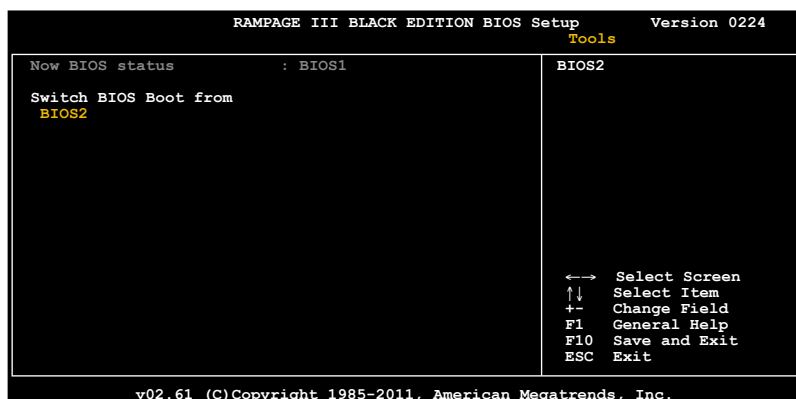 RAMPAGE III BLACK EDITION BIOS Setup Version 0224
Tools
Now BIOS status : BIOS1
Switch BIOS Boot from
BIOS2
BIOS2
←→ Select Screen
↑↓ Select Item
+- Change Field
F1 General Help
F10 Save and Exit
ESC Exit
v02.61 (C)Copyright 1985-2011, American Megatrends, Inc.